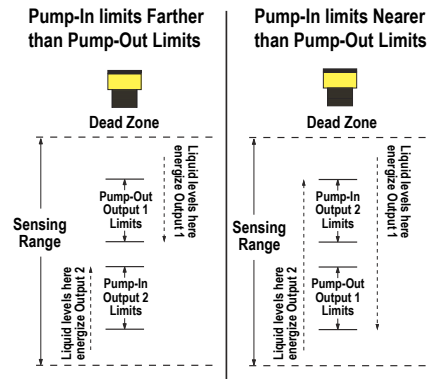 Pump-In limits Farther
than Pump-Out Limits
Dead Zone
Liquid levels here
energize Output 1
Pump-Out
Output 1
Limits
Sensing
Range
Pump-In
Output 2
Limits
Liquid levels here
energize Output 2
Pump-In limits Nearer
than Pump-Out Limits
Dead Zone
Liquid levels here
energize Output 1
Pump-In
Output 2
Limits
Sensing
Range
Pump-Out
Output 1
Limits
Liquid levels here
energize Output 2